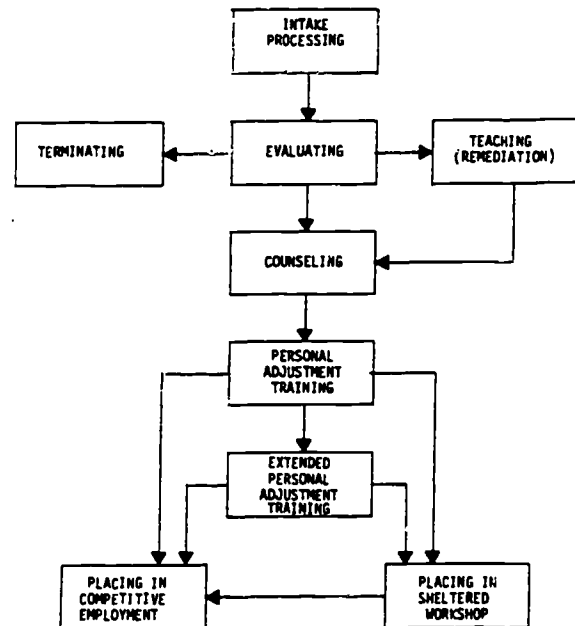 INTAKE
PROCESSING
TERMINATING
EVALUATING
TEACHING
(REMEDIATION)
COUNSELING
PERSONAL
ADJUSTMENT
TRAINING
EXTENDED
PERSONAL
ADJUSTMENT
TRAINING
PLACING IN
COMPETITIVE
EMPLOYMENT
PLACING IN
SHELTERED
WORKSHOP